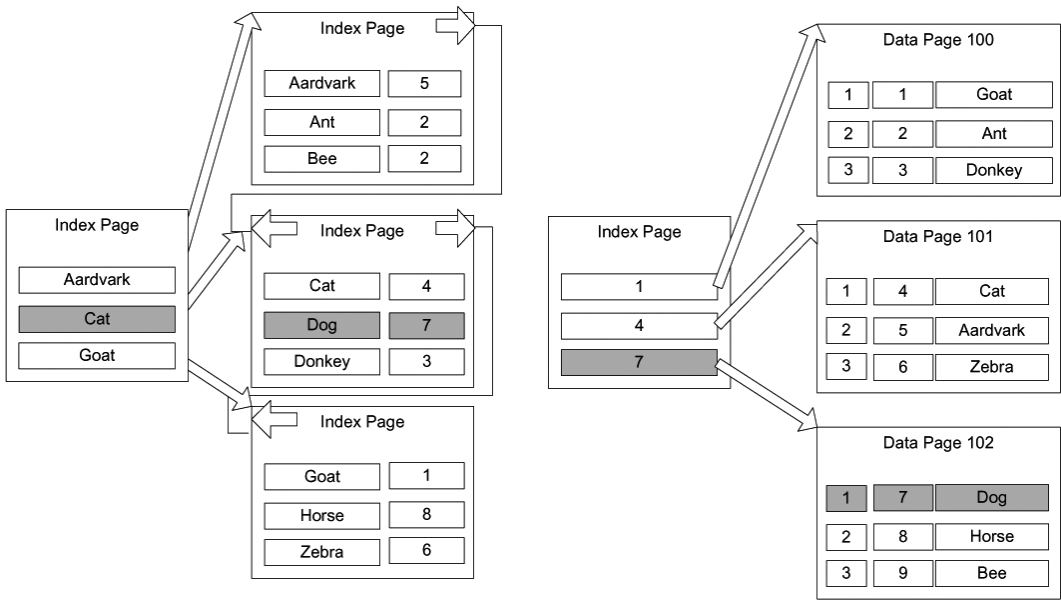 Index Page
Aardvark
Cat
Goat
Index Page
Aardvark 5
Ant 2
Bee 2
Index Page
Cat 4
Dog 7
Donkey 3
Index Page
Goat 1
Horse 8
Zebra 6
Index Page
1
4
7
Data Page 100
1 1 Goat
2 2 Ant
3 3 Donkey
Data Page 101
1 4 Cat
2 5 Aardvark
3 6 Zebra
Data Page 102
1 7 Dog
2 8 Horse
3 9 Bee